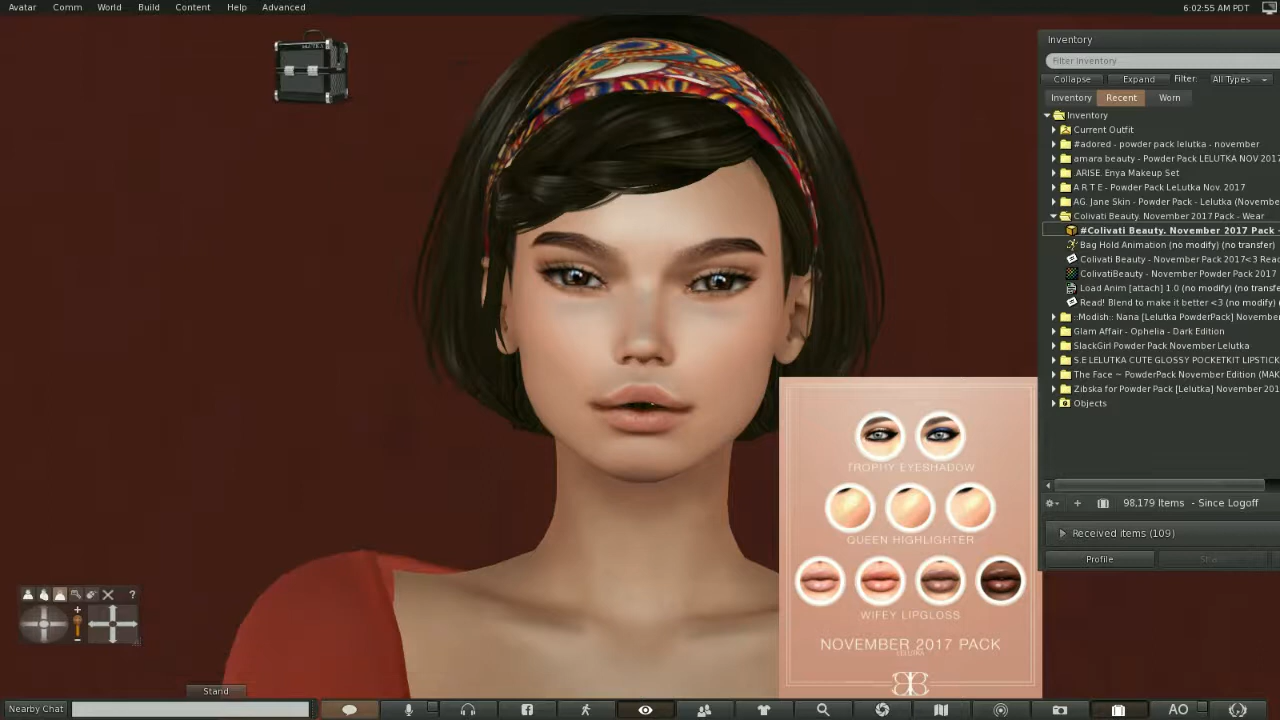 Avatar Comm World Build Content Help Advanced 6:02:55 AM PDT
Inventory
Filter Inventory
Collapse Expand Filter: All Types
Inventory Recent Worn
Inventory
Current Outfit
#adored - powder pack lelutka - november
amara beauty - Powder Pack LELUTKA NOV 2017
.ARISE. Enya Makeup Set
A R T E - Powder Pack LeLutka Nov. 2017
AG. Jane Skin - Powder Pack - Lelutka (Novembe
Colivati Beauty. November 2017 Pack - Wear
#Colivati Beauty. November 2017 Pack -
Bag Hold Animation (no modify) (no transfer)
Colivati Beauty - November Pack 2017<3 Read
ColivatiBeauty - November Powder Pack 2017
Load Anim [attach] 1.0 (no modify) (no transfe
Read! Blend to make it better <3 (no modify)
::Modish:: Nana [Lelutka PowderPack] November
Glam Affair - Ophelia - Dark Edition
SlackGirl Powder Pack November Lelutka
S.E LELUTKA CUTE GLOSSY POCKETKIT LIPSTICK
The Face ~ PowderPack November Edition (MAK
Zibska for Powder Pack [Lelutka] November 201
Objects
98,179 Items - Since Logoff
Received items (109)
Profile
TROPHY EYESHADOW
QUEEN HIGHLIGHTER
WIFEY LIPGLOSS
NOVEMBER 2017 PACK
LELUTKA
?
Stand
Nearby Chat
AO